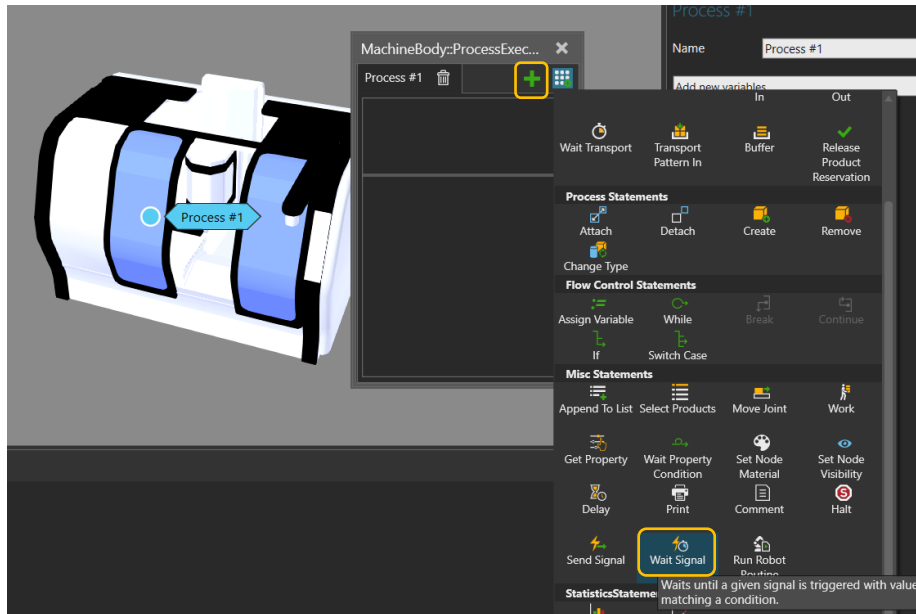 Process #1
Name
Process #1
Add new variables
MachineBody::ProcessExec...
Process #1
Process #1
In
Out
Wait Transport
Transport
Pattern In
Buffer
Release
Product
Reservation
Process Statements
Attach
Detach
Create
Remove
Change Type
Flow Control Statements
Assign Variable
While
Break
Continue
If
Switch Case
Misc Statements
Append To List
Select Products
Move Joint
Work
Get Property
Wait Property
Condition
Set Node
Material
Set Node
Visibility
Delay
Print
Comment
Halt
Send Signal
Wait Signal
Run Robot
Routine
Waits until a given signal is triggered with value
matching a condition.